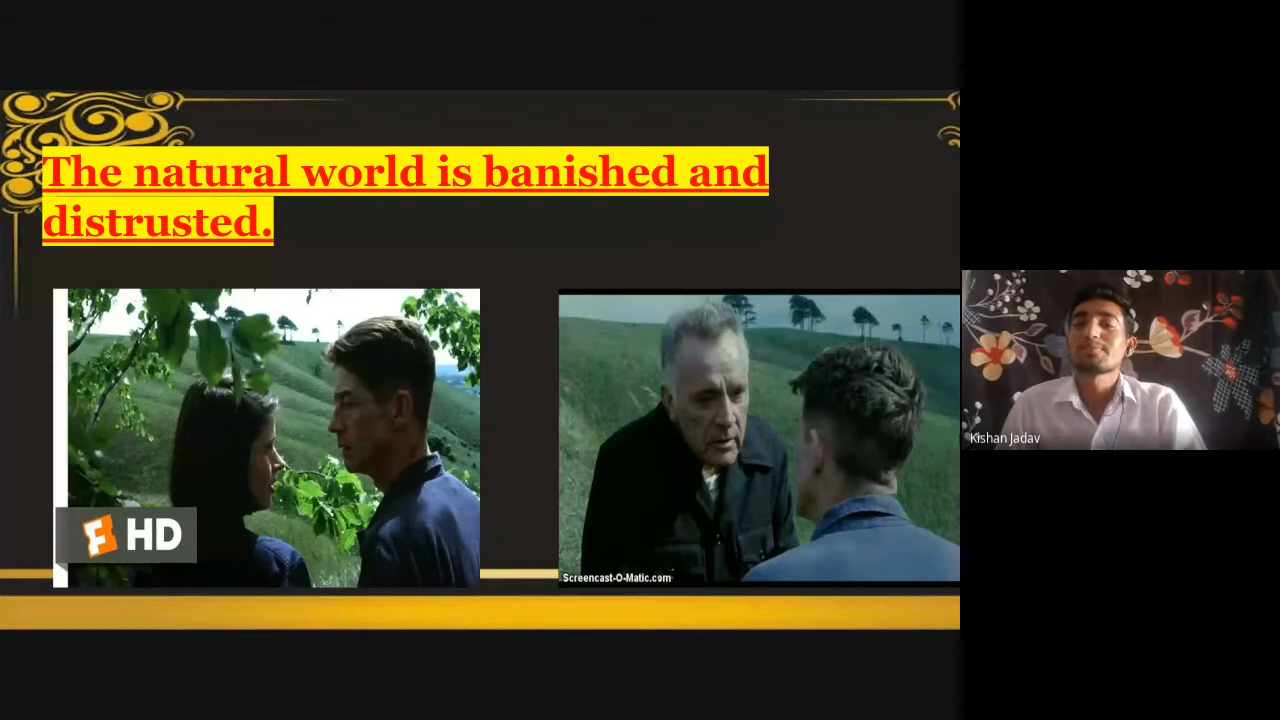 The natural world is banished and
distrusted.
F HD
Screencast-O-Matic.com
Kishan Jadav